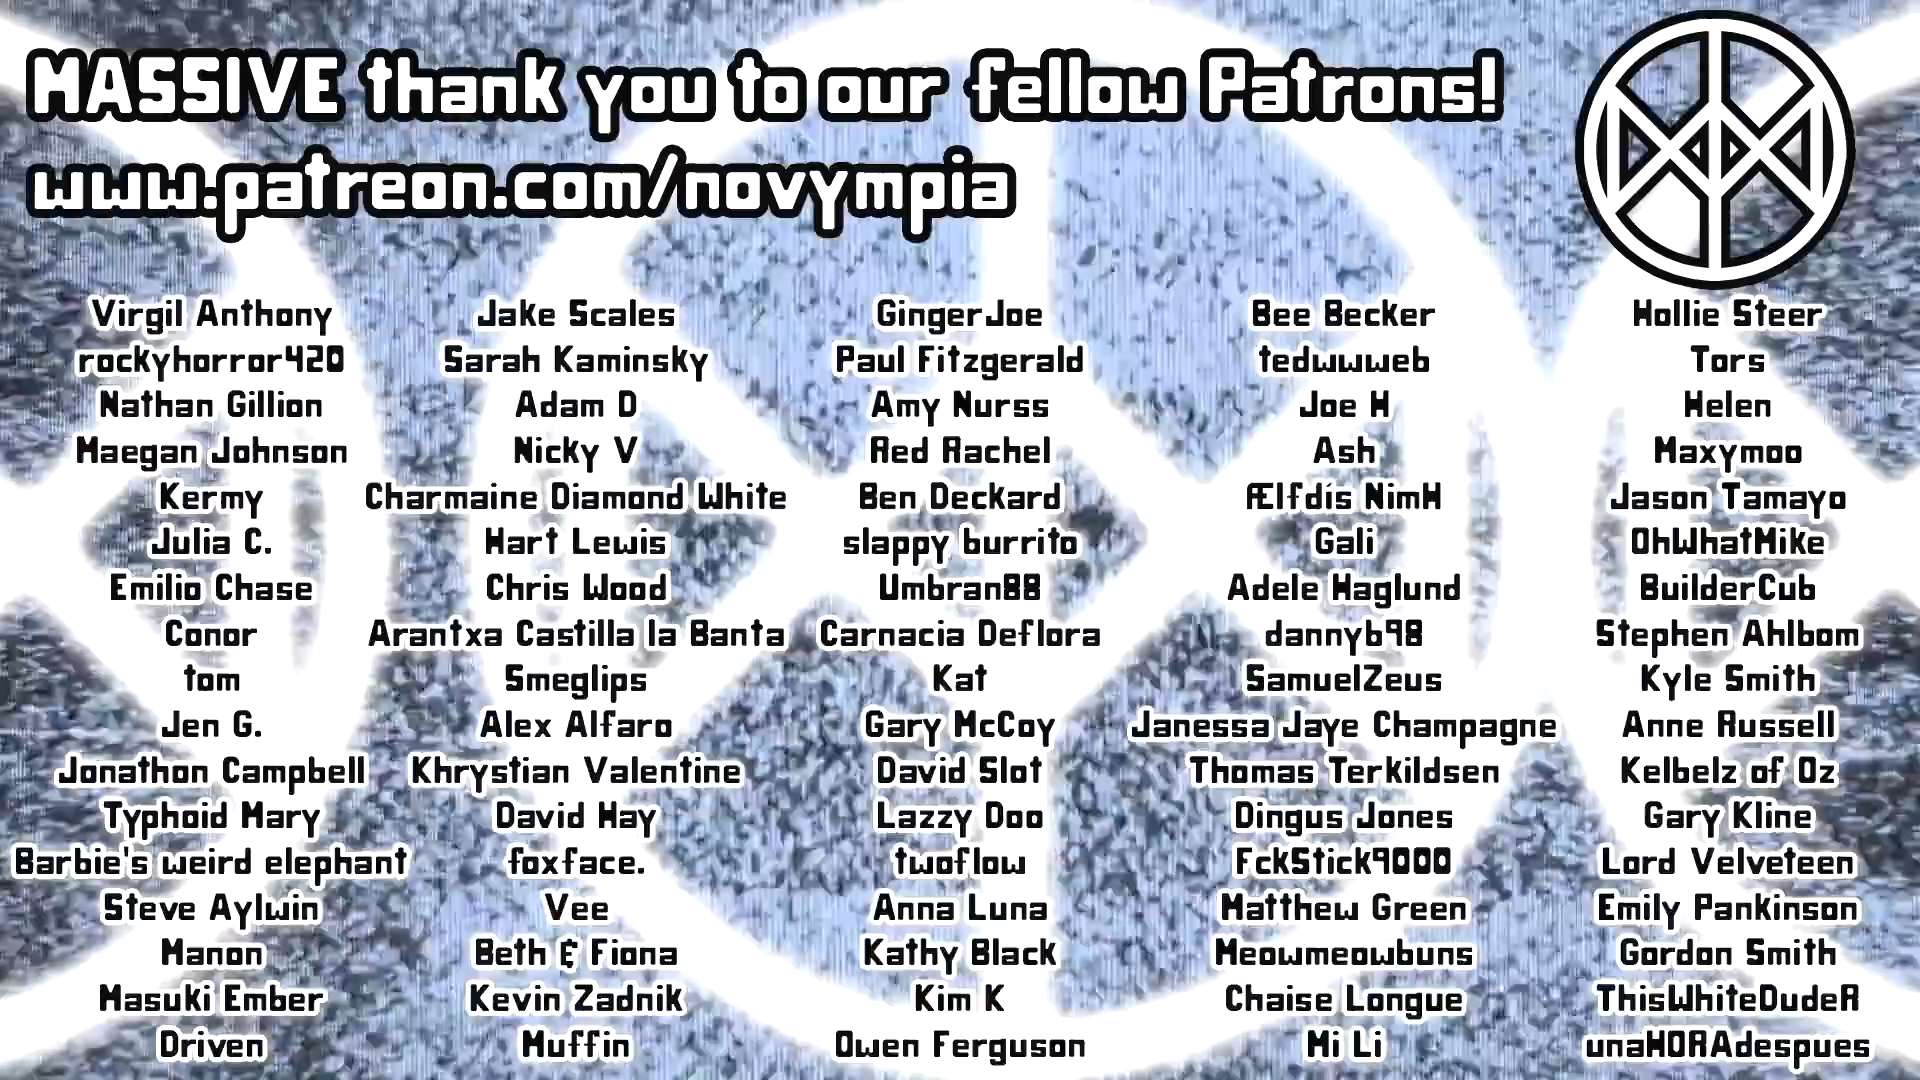 MASSIVE thank you to our fellow Patrons!
www.patreon.com/novympia
Virgil Anthony
rockyhorror420
Nathan Gillion
Maegan Johnson
Kermy
Julia C.
Emilio Chase
Conor
tom
Jen G.
Jonathon Campbell
Typhoid Mary
Barbie's weird elephant
Steve Aylwin
Manon
Masuki Ember
Driven
Jake Scales
Sarah Kaminsky
Adam D
Nicky V
Charmaine Diamond White
Hart Lewis
Chris Wood
Arantxa Castilla la Banta
Smeglips
Alex Alfaro
Khrystian Valentine
David Hay
foxface.
Vee
Beth & Fiona
Kevin Zadnik
Muffin
GingerJoe
Paul Fitzgerald
Amy Nurss
Red Rachel
Ben Deckard
slappy burrito
Umbran88
Carnacia Deflora
Kat
Gary McCoy
David Slot
Lazzy Doo
twoflow
Anna Luna
Kathy Black
Kim K
Owen Ferguson
Bee Becker
tedwwweb
Joe H
Ash
Ælfdís NimH
Gali
Adele Haglund
dannyb98
SamuelZeus
Janessa Jaye Champagne
Thomas Terkildsen
Dingus Jones
FckStick9000
Matthew Green
Meowmeowbuns
Chaise Longue
Mi Li
Hollie Steer
Tors
Helen
Maxymoo
Jason Tamayo
OhWhatMike
BuilderCub
Stephen Ahlbom
Kyle Smith
Anne Russell
Kelbelz of Oz
Gary Kline
Lord Velveteen
Emily Pankinson
Gordon Smith
ThisWhiteDudeR
unaHORAdespues